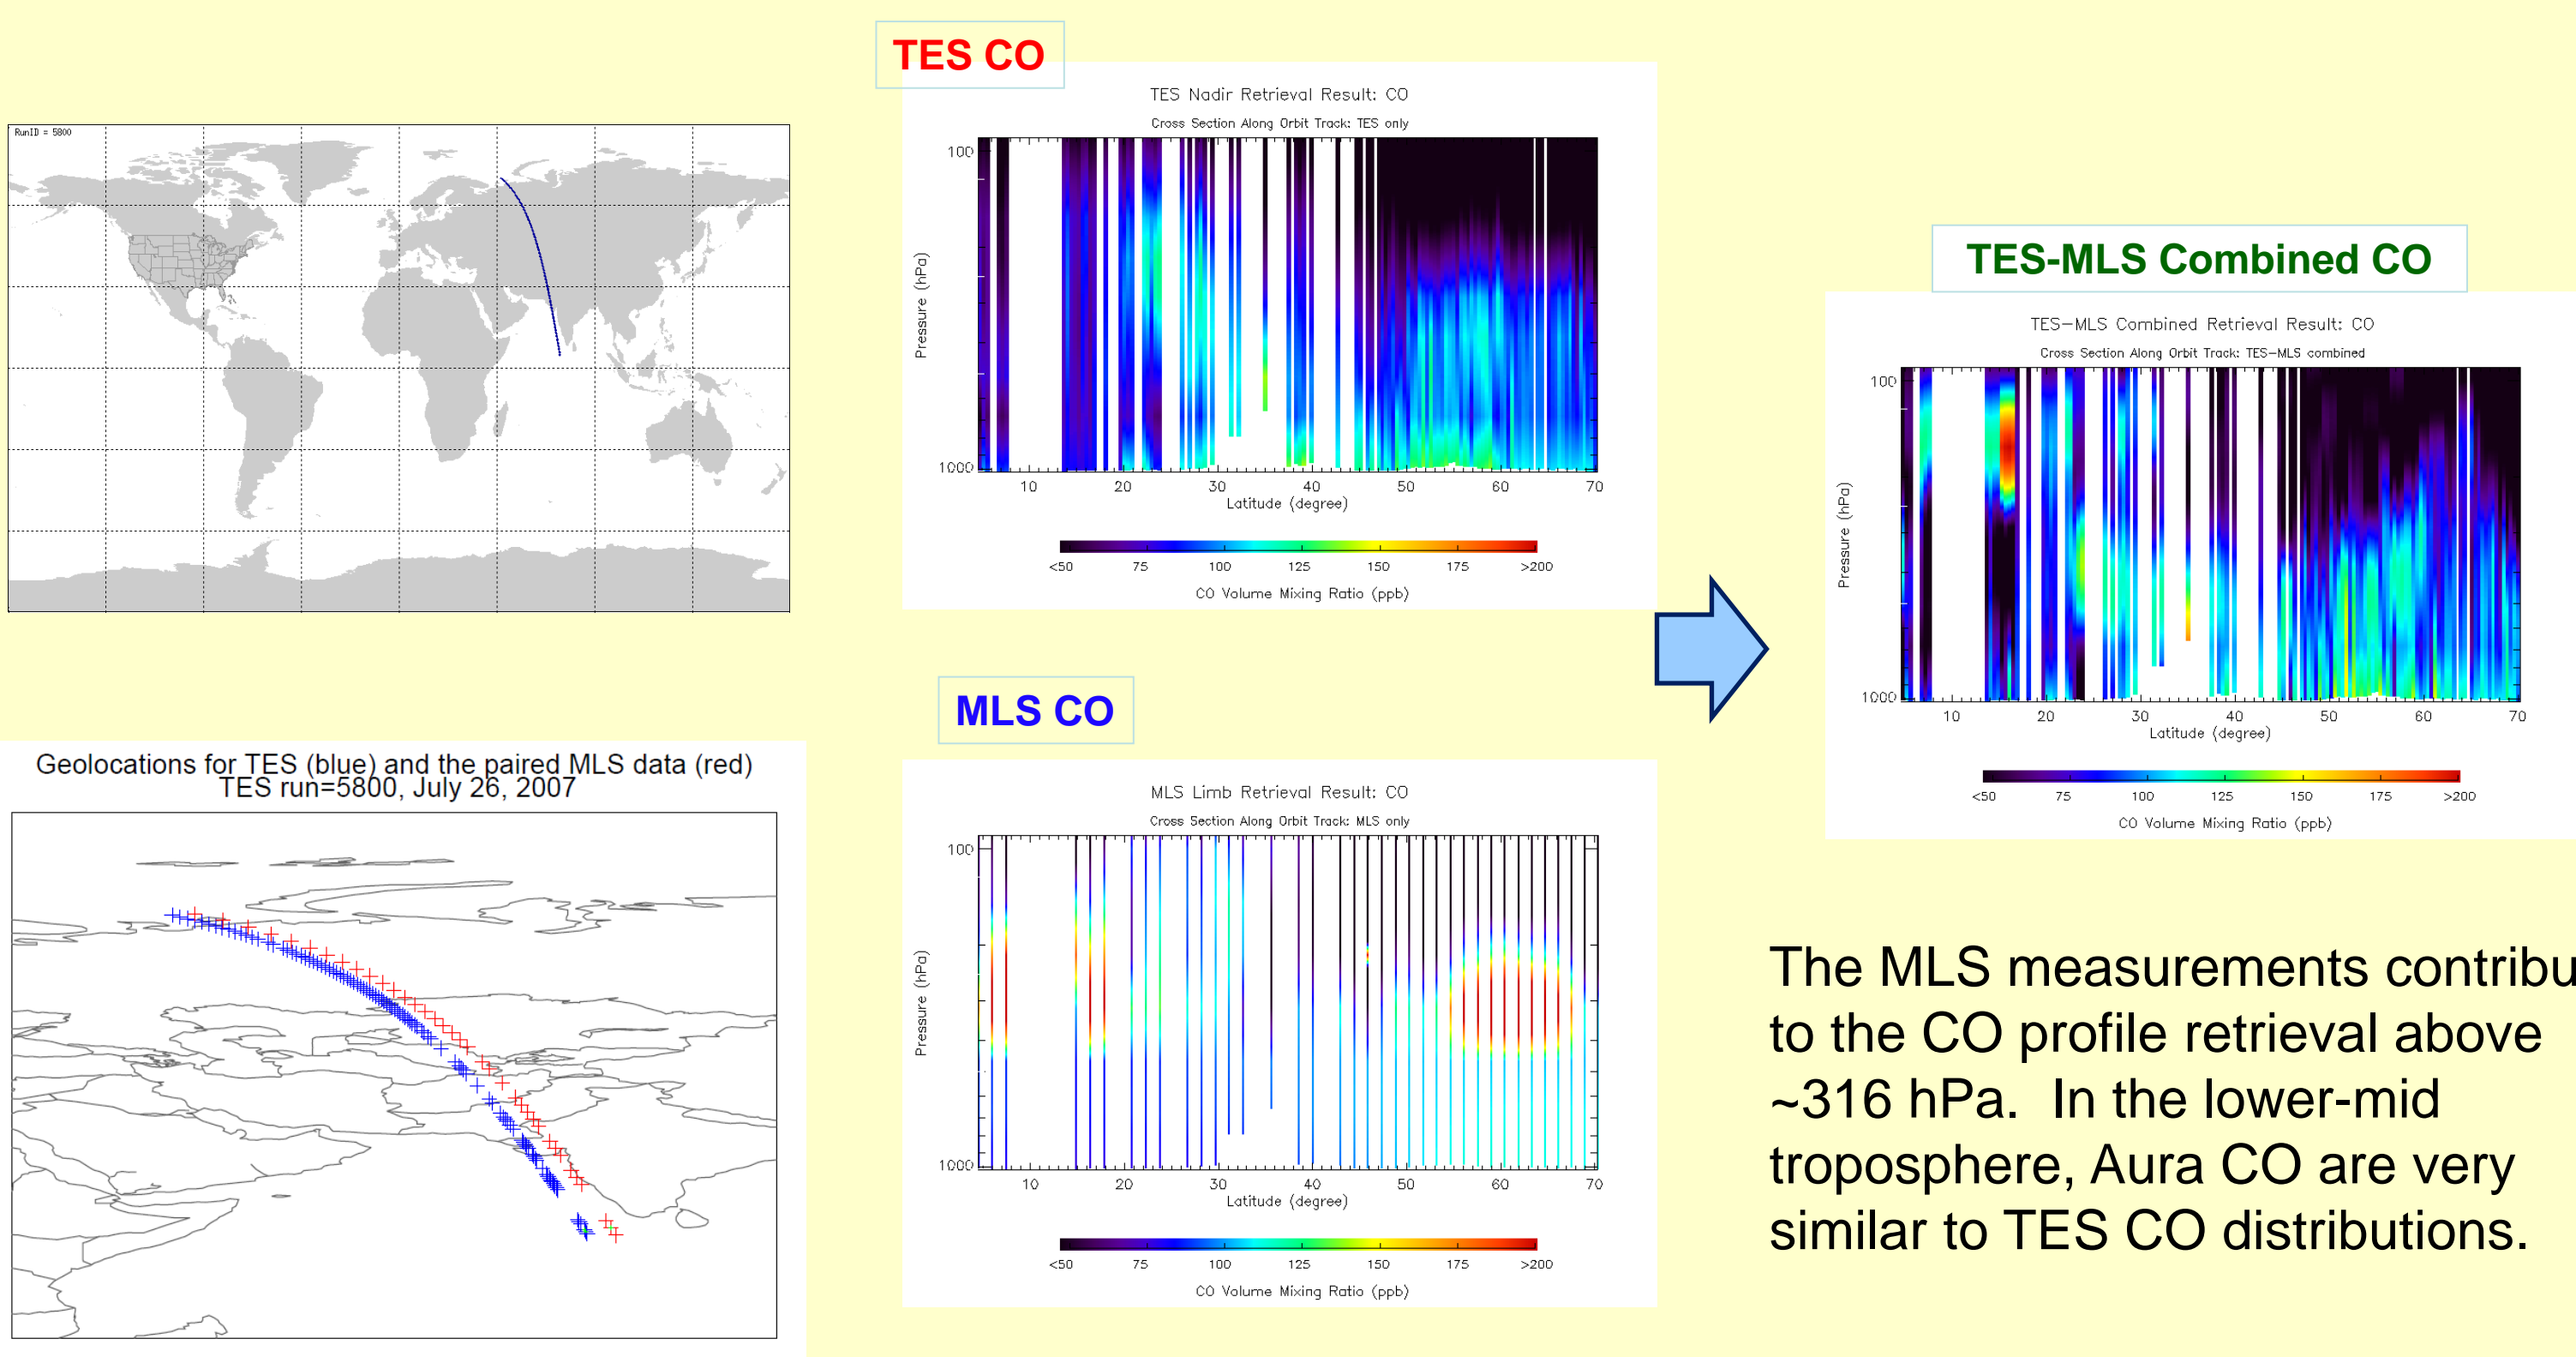 RunID = 5800
Geolocations for TES (blue) and the paired MLS data (red)
TES run=5800, July 26, 2007
TES CO
TES Nadir Retrieval Result: CO
Cross Section Along Orbit Track: TES only
Pressure (hPa)
100
1000
10 20 30 40 50 60 70
Latitude (degree)
<50 75 100 125 150 175 >200
CO Volume Mixing Ratio (ppb)
MLS CO
MLS Limb Retrieval Result: CO
Cross Section Along Orbit Track: MLS only
Pressure (hPa)
100
1000
10 20 30 40 50 60 70
Latitude (degree)
<50 75 100 125 150 175 >200
CO Volume Mixing Ratio (ppb)
TES-MLS Combined CO
TES-MLS Combined Retrieval Result: CO
Cross Section Along Orbit Track: TES-MLS combined
Pressure (hPa)
100
1000
10 20 30 40 50 60 70
Latitude (degree)
<50 75 100 125 150 175 >200
CO Volume Mixing Ratio (ppb)
The MLS measurements contribu
to the CO profile retrieval above
~316 hPa. In the lower-mid
troposphere, Aura CO are very
similar to TES CO distributions.